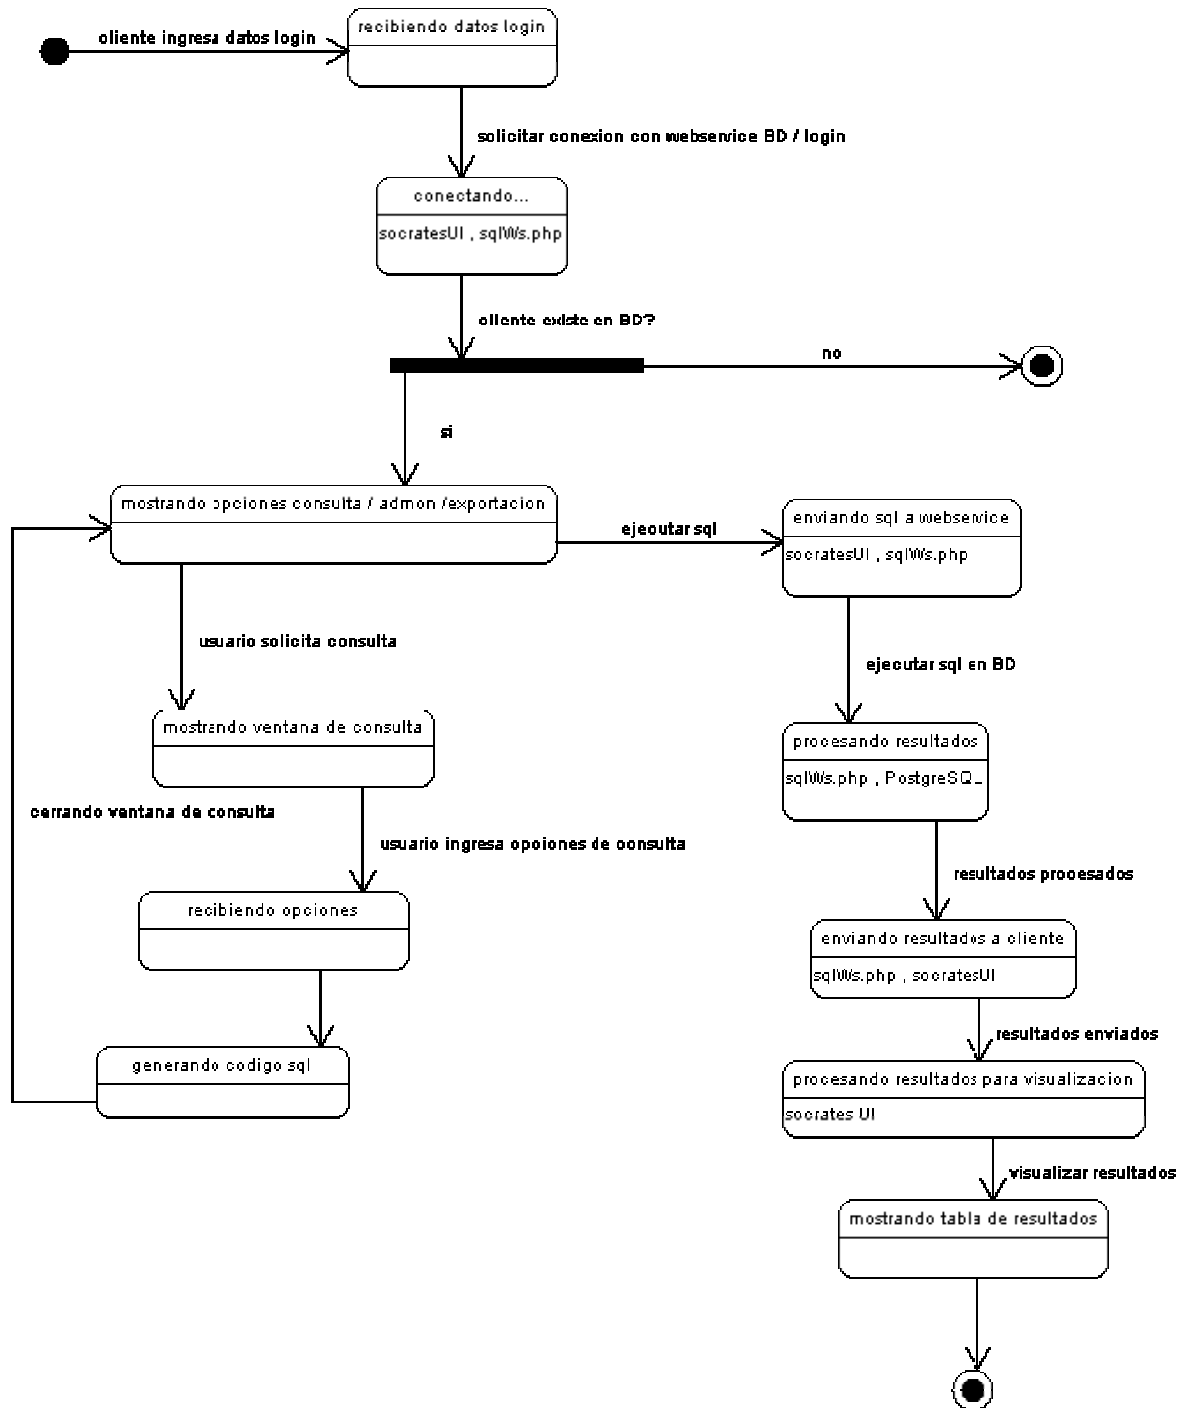 cliente ingresa datos login
recibiendo datos login
solicitar conexion con webservice BD / login
conectando...
socratesUI , sqlWs.php
cliente existe en BD?
no
si
mostrando opciones consulta / admon /exportacion
ejecutar sql
enviando sql a webservice
socratesUI , sqlWs.php
usuario solicita consulta
ejecutar sql en BD
mostrando ventana de consulta
procesando resultados
sqlWs.php , PostgreSQL
cerrando ventana de consulta
usuario ingresa opciones de consulta
resultados procesados
recibiendo opciones
enviando resultados a cliente
sqlWs.php , socratesUI
resultados enviados
generando codigo sql
procesando resultados para visualizacion
socrates UI
visualizar resultados
mostrando tabla de resultados